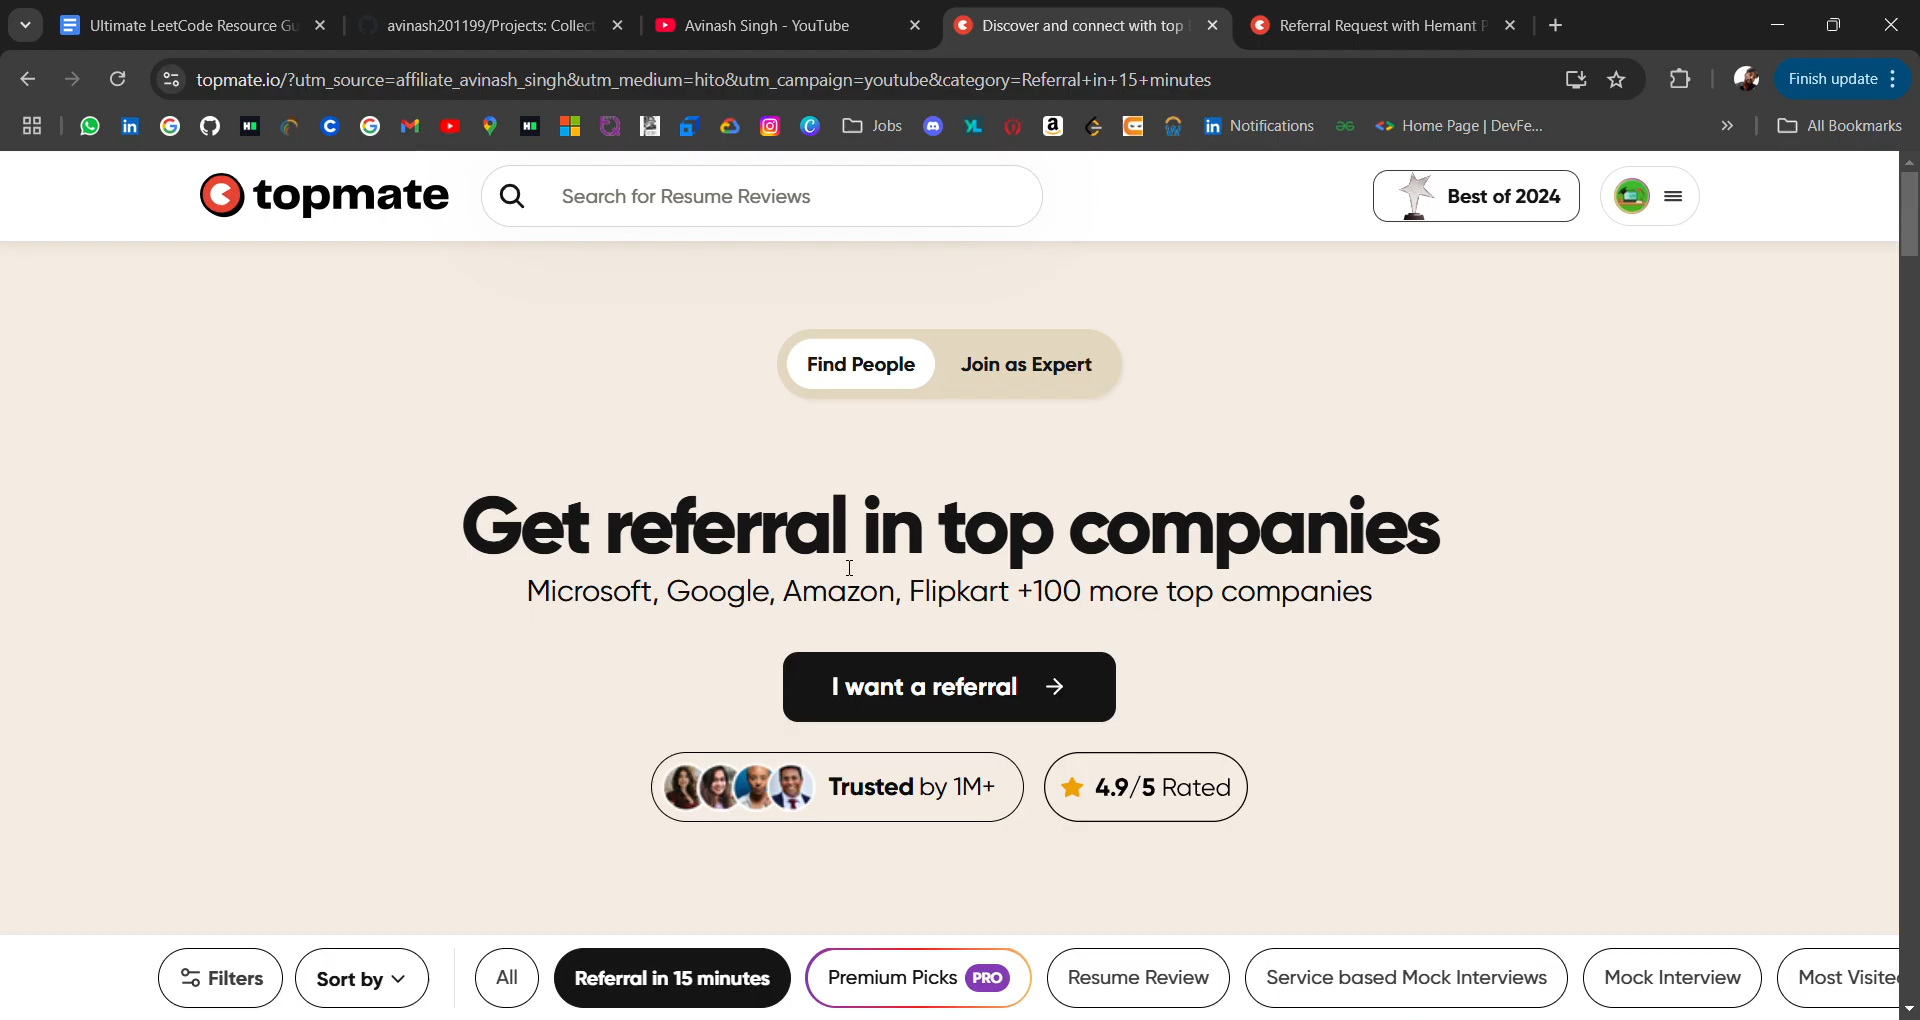 Ultimate LeetCode Resource Gu
avinash201199/Projects: Collect
Avinash Singh - YouTube
Discover and connect with top
Referral Request with Hemant P
topmate.io/?utm_source=affiliate_avinash_singh&utm_medium=hito&utm_campaign=youtube&category=Referral+in+15+minutes
Finish update
Jobs
Notifications
Home Page | DevFe...
All Bookmarks
topmate
Search for Resume Reviews
Best of 2024
Find People
Join as Expert
Get referral in top companies
Microsoft, Google, Amazon, Flipkart +100 more top companies
I want a referral
Trusted by 1M+
4.9/5 Rated
Filters
Sort by
All
Referral in 15 minutes
Premium Picks PRO
Resume Review
Service based Mock Interviews
Mock Interview
Most Visite